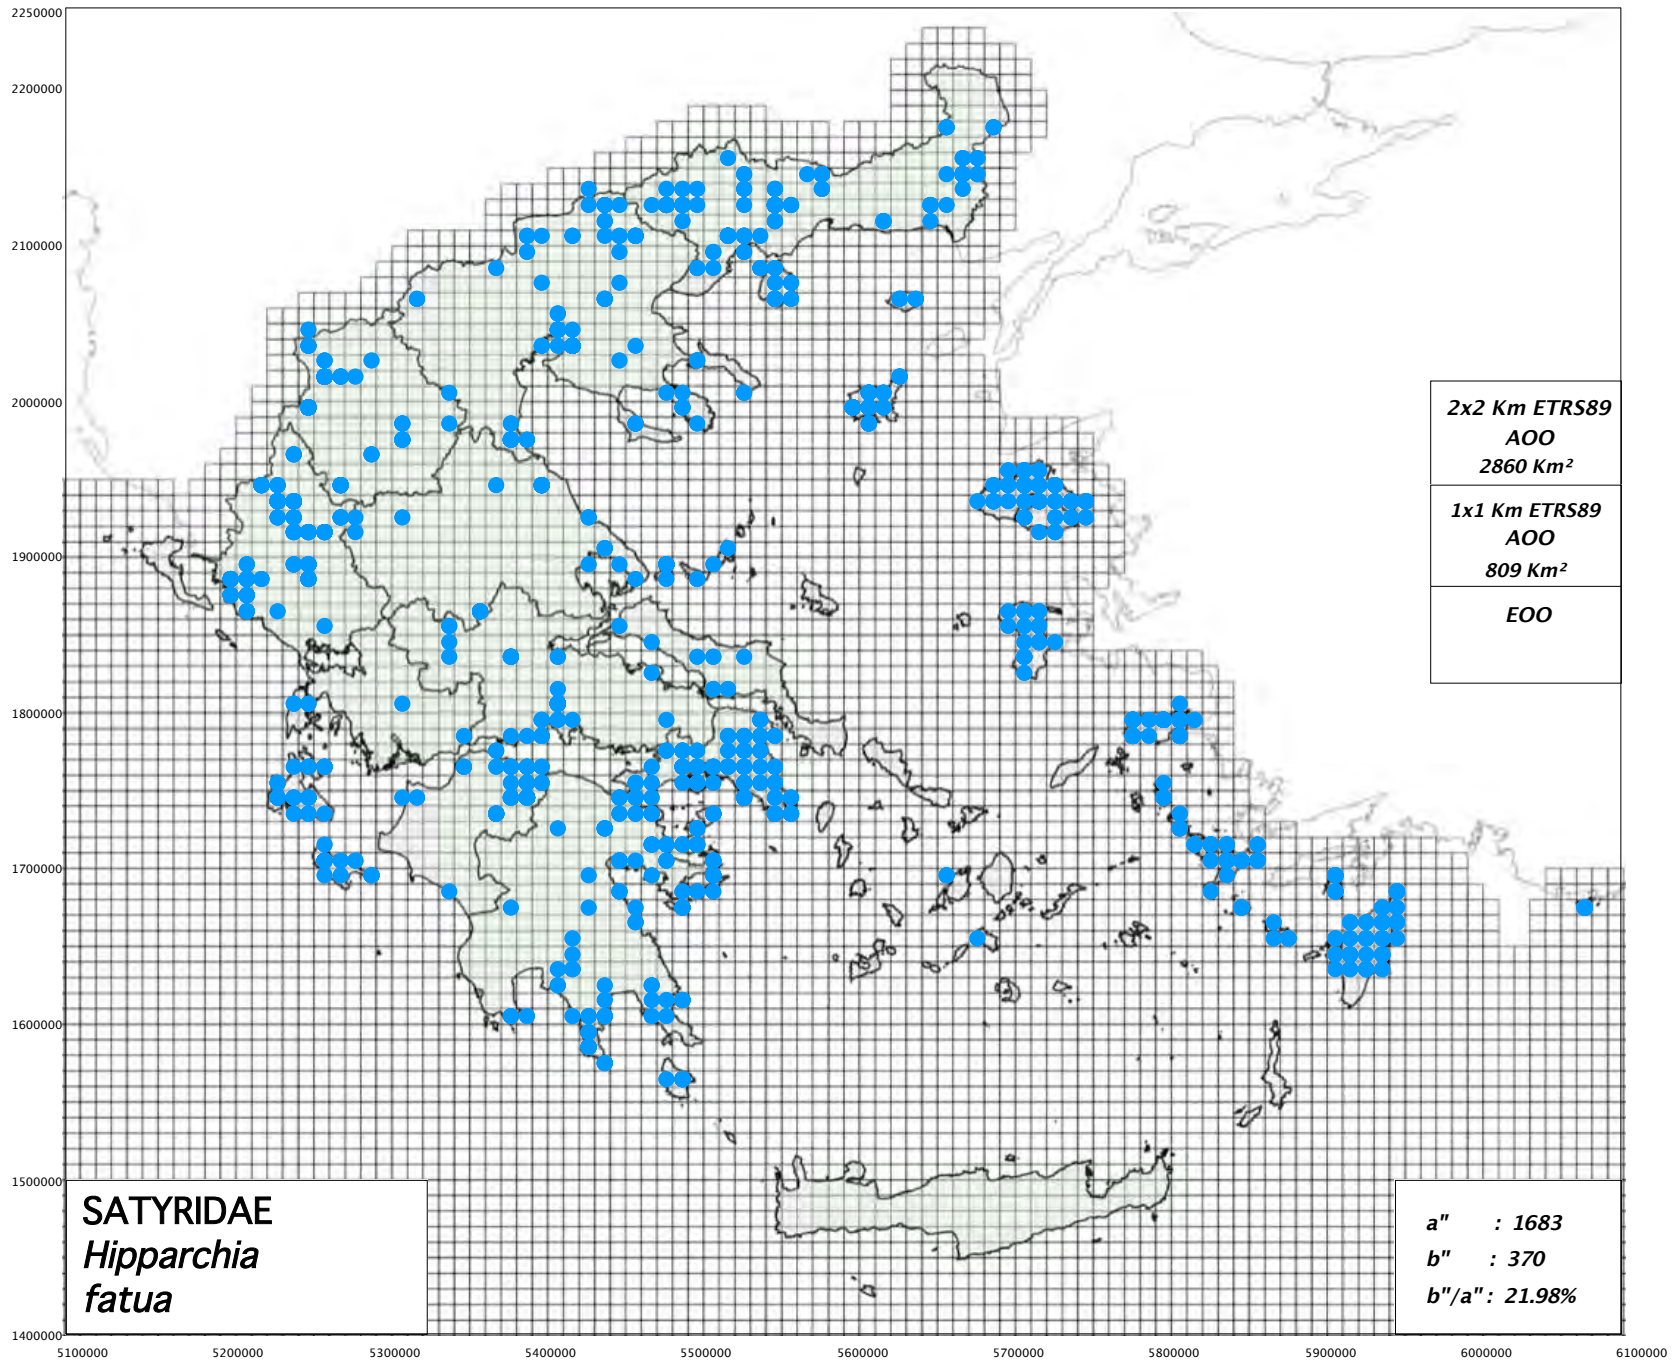 2250000
2200000
2100000
2000000
1900000
1800000
1700000
1600000
1500000
1400000
2x2 Km ETRS89
AOO
2860 Km²
1x1 Km ETRS89
AOO
809 Km²
EOO
SATYRIDAE
Hipparchia
fatua
a" : 1683
b" : 370
b"/a" : 21.98%
5100000 5200000 5300000 5400000 5500000 5600000 5700000 5800000 5900000 6000000 6100000